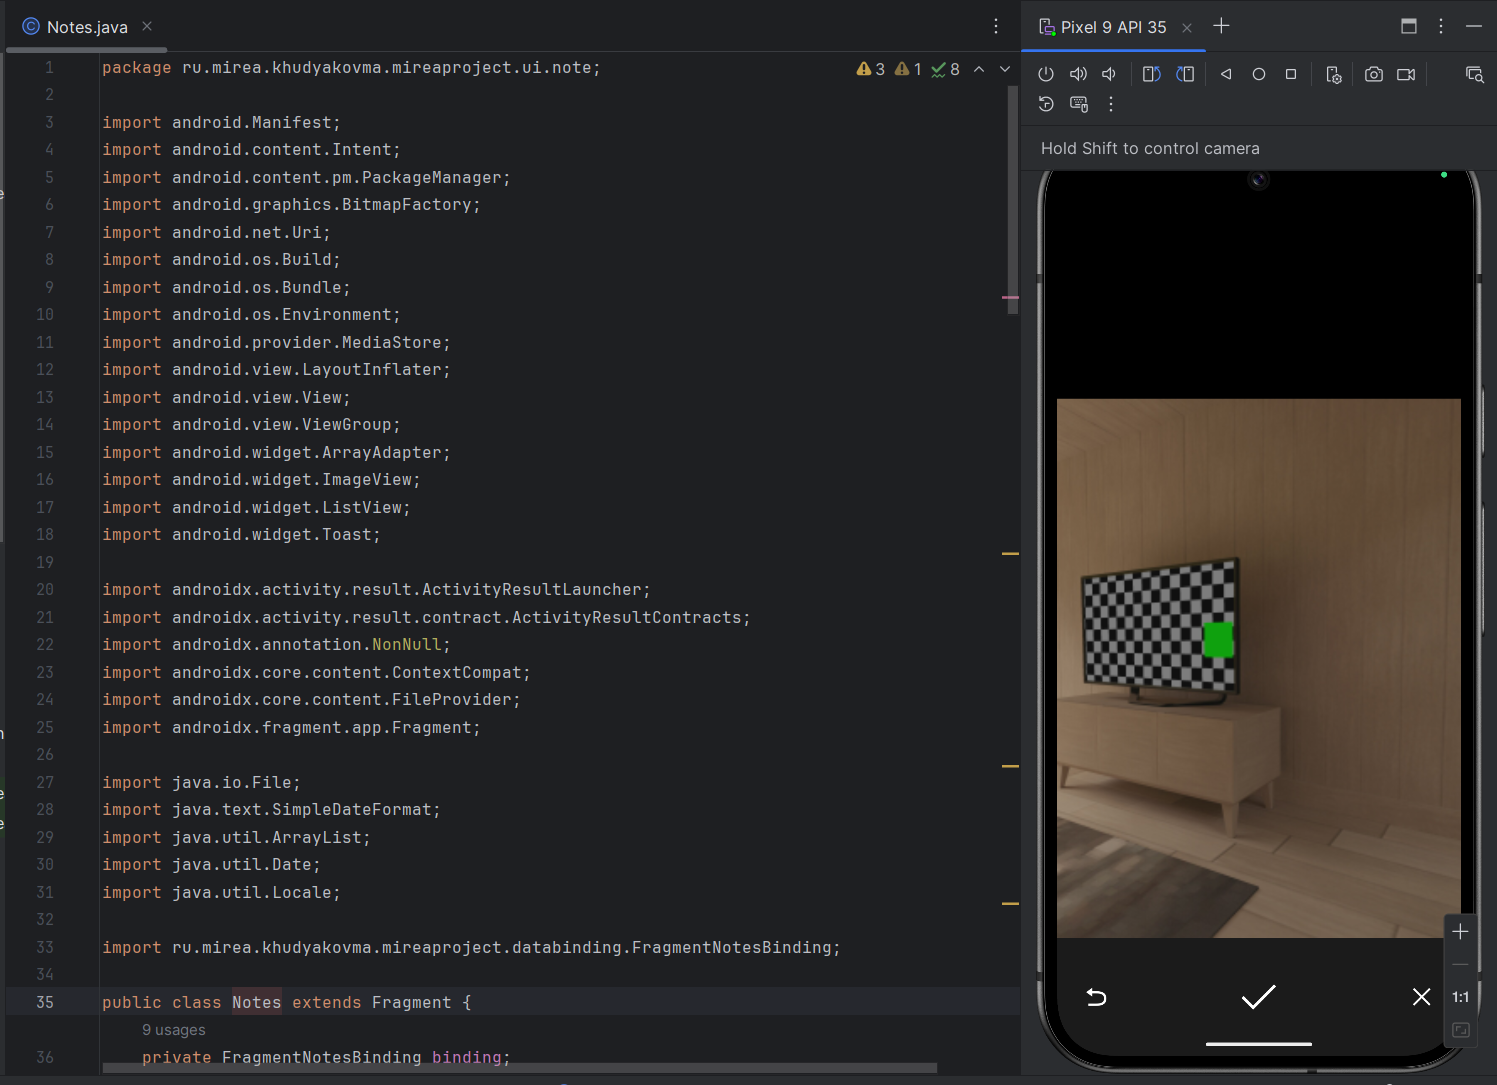 Notes.java
3 1 8
1 package ru.mirea.khudyakovma.mireaproject.ui.note;
2
3 import android.Manifest;
4 import android.content.Intent;
5 import android.content.pm.PackageManager;
6 import android.graphics.BitmapFactory;
7 import android.net.Uri;
8 import android.os.Build;
9 import android.os.Bundle;
10 import android.os.Environment;
11 import android.provider.MediaStore;
12 import android.view.LayoutInflater;
13 import android.view.View;
14 import android.view.ViewGroup;
15 import android.widget.ArrayAdapter;
16 import android.widget.ImageView;
17 import android.widget.ListView;
18 import android.widget.Toast;
19
20 import androidx.activity.result.ActivityResultLauncher;
21 import androidx.activity.result.contract.ActivityResultContracts;
22 import androidx.annotation.NonNull;
23 import androidx.core.content.ContextCompat;
24 import androidx.core.content.FileProvider;
25 import androidx.fragment.app.Fragment;
26
27 import java.io.File;
28 import java.text.SimpleDateFormat;
29 import java.util.ArrayList;
30 import java.util.Date;
31 import java.util.Locale;
32
33 import ru.mirea.khudyakovma.mireaproject.databinding.FragmentNotesBinding;
34
35 public class Notes extends Fragment {
9 usages
36 private FragmentNotesBinding binding;
Pixel 9 API 35
Hold Shift to control camera
1:1